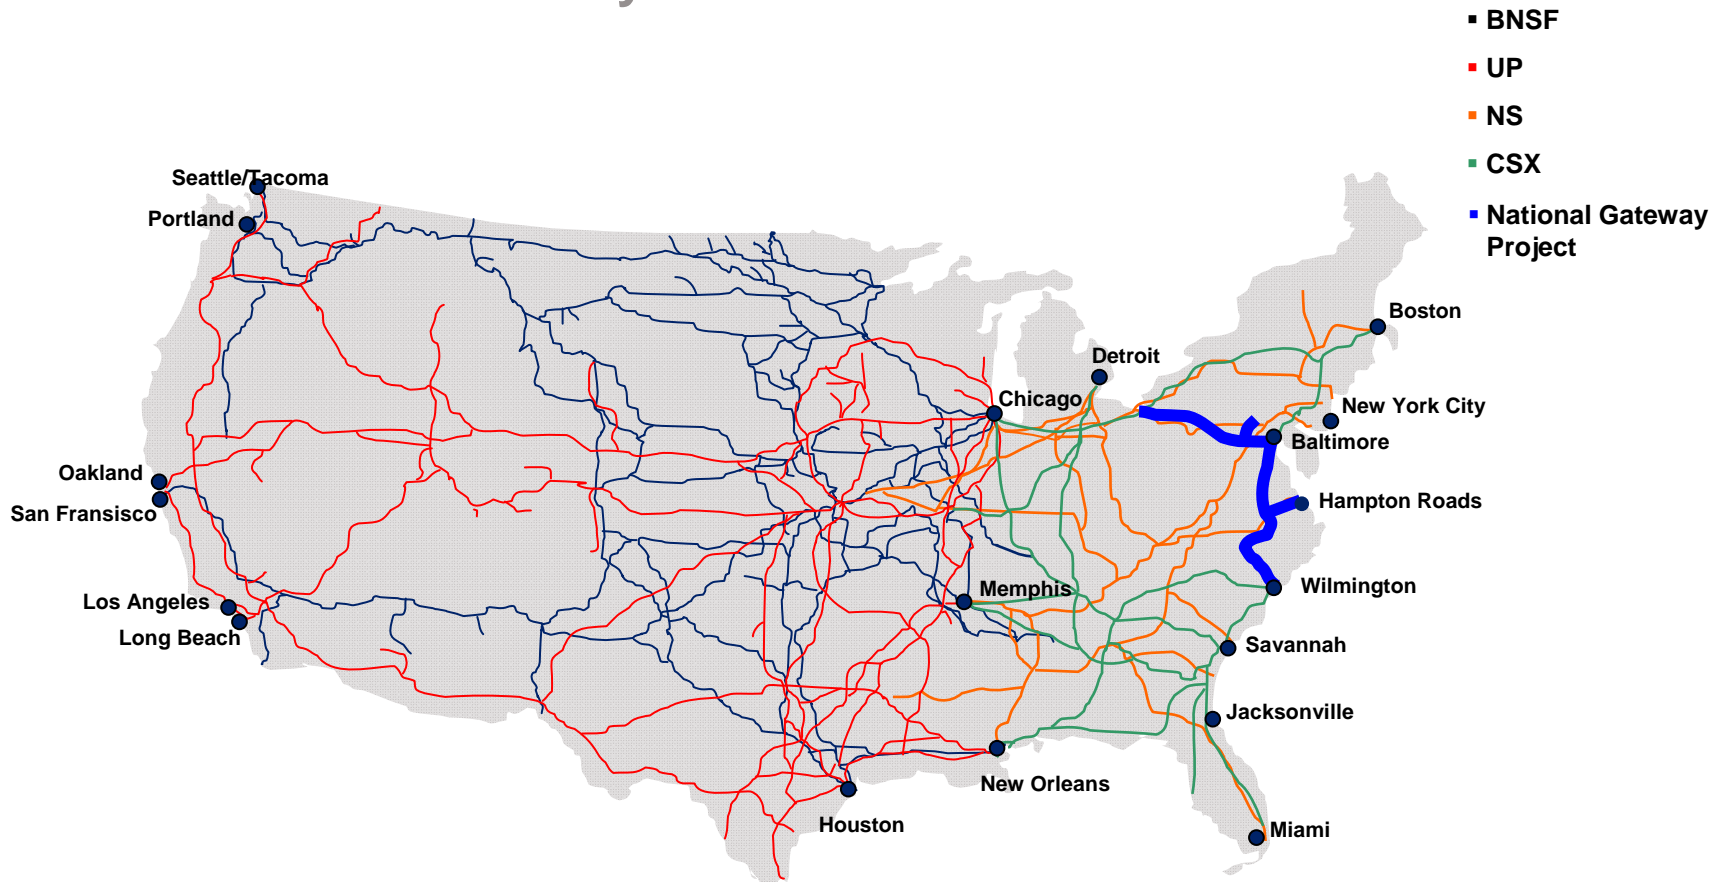 BNSF
UP
NS
CSX
National Gateway
Project
Seattle/Tacoma
Portland
Boston
Detroit
Chicago
New York City
Baltimore
Oakland
San Fransisco
Hampton Roads
Memphis
Wilmington
Los Angeles
Long Beach
Savannah
Jacksonville
New Orleans
Houston
Miami